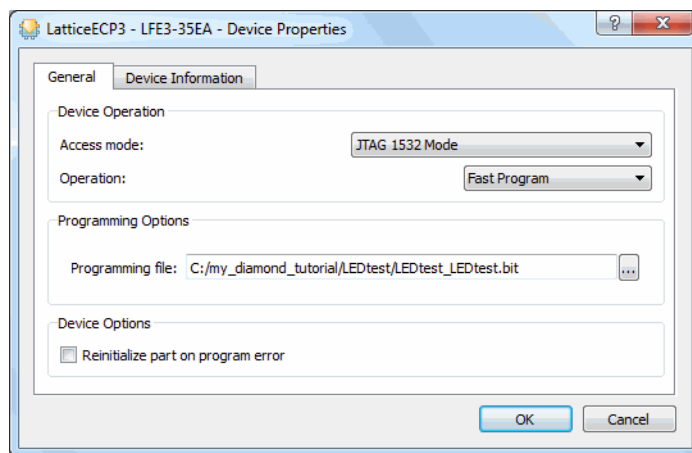 LatticeECP3 - LFE3-35EA - Device Properties
General Device Information
Device Operation
Access mode: JTAG 1532 Mode
Operation: Fast Program
Programming Options
Programming file: C:/my_diamond_tutorial/LEDtest/LEDtest_LEDtest.bit ...
Device Options
Reinitialize part on program error
OK Cancel